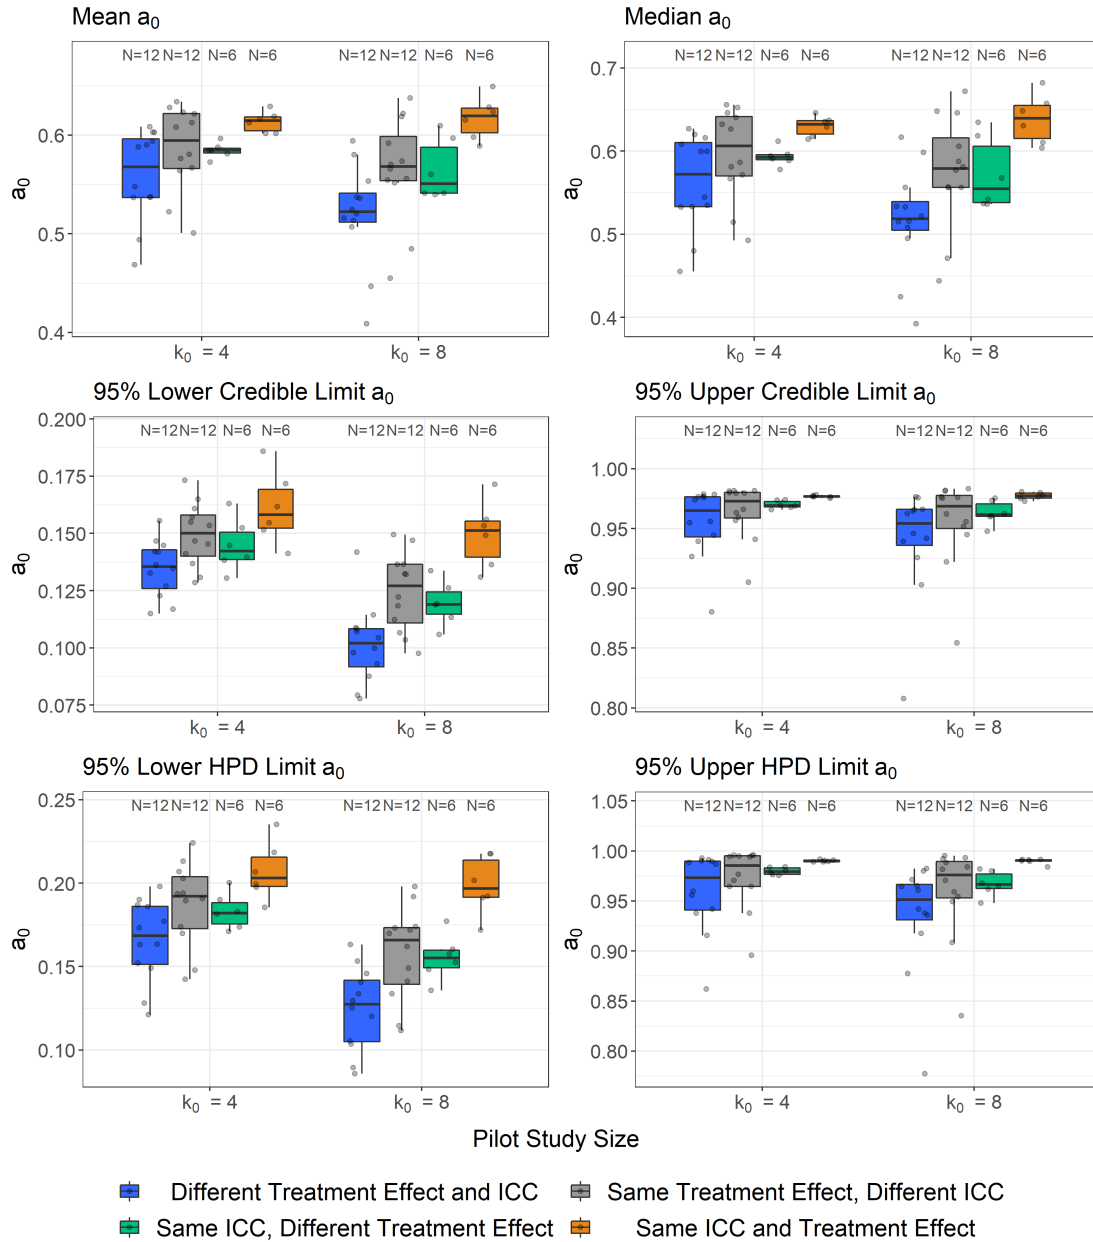 Mean a₀
Median a₀
N=12 N=12 N=6 N=6 N=12 N=12 N=6 N=6
N=12 N=12 N=6 N=6 N=12 N=12 N=6 N=6
0.6
0.5
0.4
a₀
k₀ = 4
k₀ = 8
0.7
0.6
0.5
0.4
a₀
k₀ = 4
k₀ = 8
95% Lower Credible Limit a₀
95% Upper Credible Limit a₀
N=12 N=12 N=6 N=6 N=12 N=12 N=6 N=6
N=12 N=12 N=6 N=6 N=12 N=12 N=6 N=6
0.200
0.175
0.150
0.125
0.100
0.075
a₀
k₀ = 4
k₀ = 8
1.00
0.95
0.90
0.85
0.80
a₀
k₀ = 4
k₀ = 8
95% Lower HPD Limit a₀
95% Upper HPD Limit a₀
N=12 N=12 N=6 N=6 N=12 N=12 N=6 N=6
N=12 N=12 N=6 N=6 N=12 N=12 N=6 N=6
0.25
0.20
0.15
0.10
a₀
k₀ = 4
k₀ = 8
1.05
1.00
0.95
0.90
0.85
0.80
a₀
k₀ = 4
k₀ = 8
Pilot Study Size
Different Treatment Effect and ICC
Same Treatment Effect, Different ICC
Same ICC, Different Treatment Effect
Same ICC and Treatment Effect